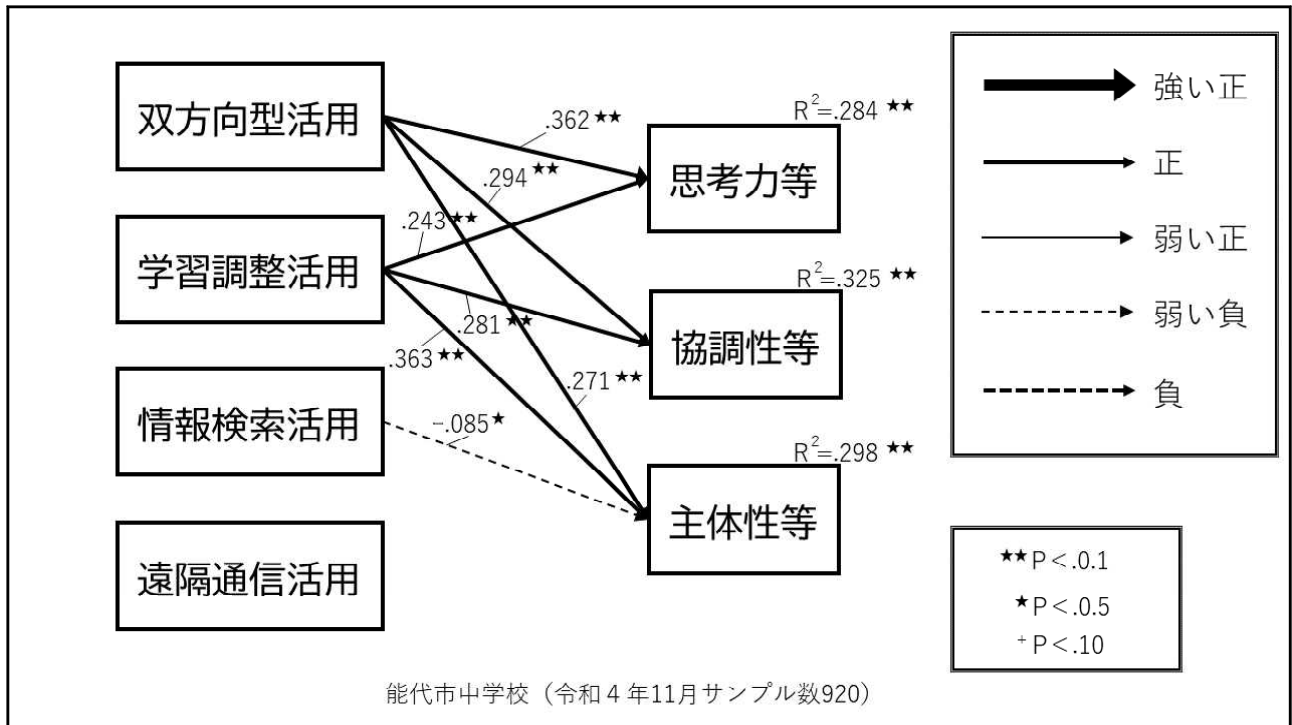 双方向型活用
学習調整活用
情報検索活用
遠隔通信活用
.362 ★★
.294 ★★
.243 ★★
.281 ★★
.363 ★★
.271 ★★
-.085 ★
R²=.284 ★★
思考力等
R²=.325 ★★
協調性等
R²=.298 ★★
主体性等
強い正
正
弱い正
弱い負
負
★★P<.0.1
★P<.0.5
+P<.10
能代市中学校(令和4年11月サンプル数920)